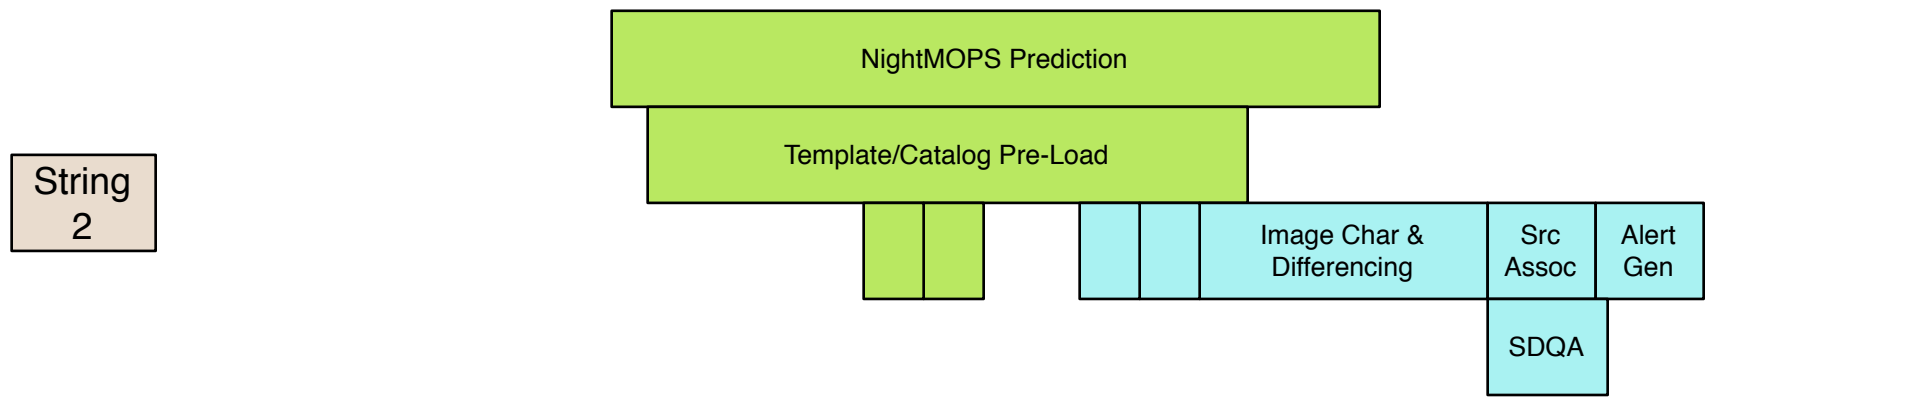 NightMOPS Prediction
Template/Catalog Pre-Load
String
2
Image Char &
Differencing
Src
Assoc
Alert
Gen
SDQA